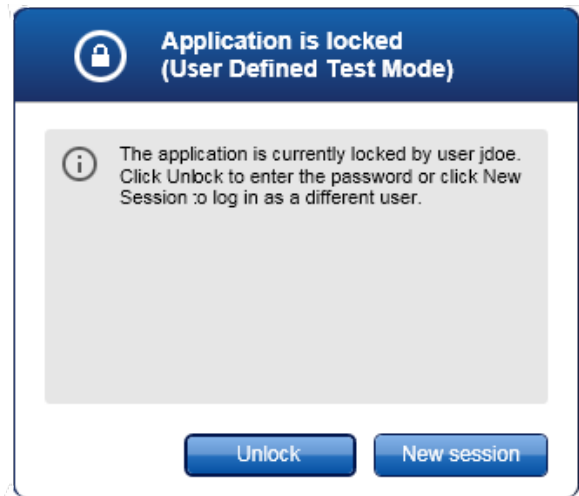 Application is locked
(User Defined Test Mode)
The application is currently locked by user jdoe.
Click Unlock to enter the password or click New
Session to log in as a different user.
Unlock
New session